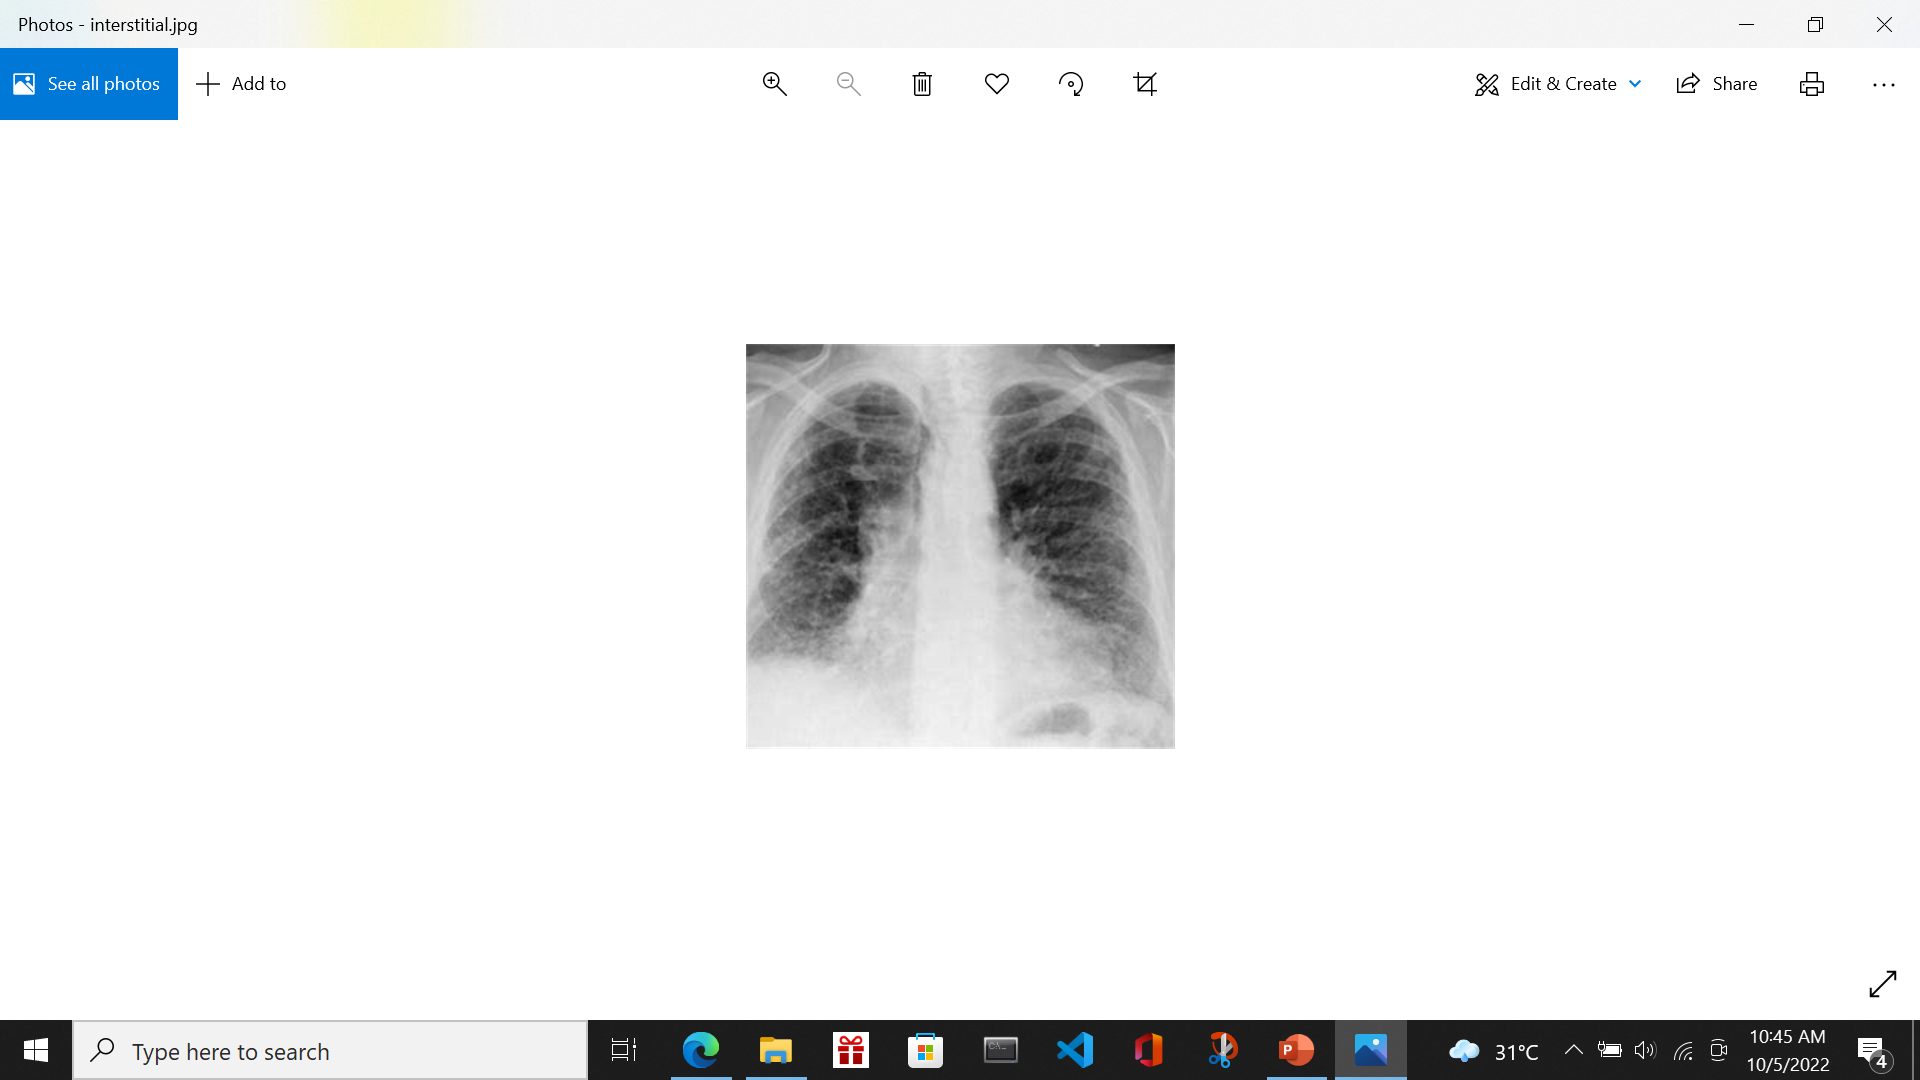 Photos - interstitial.jpg
See all photos
Add to
Edit & Create
Share
Type here to search
P
31°C
10:45 AM
10/5/2022
4